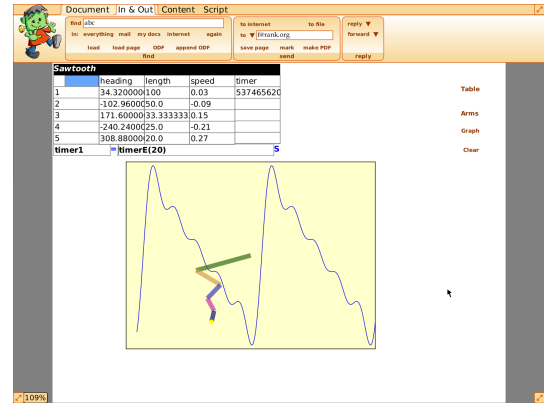 Document In & Out Content Script
find abc
in: everything mail my docs internet again
load load page ODF append ODF
find
to internet to file
to ▼ f@rank.org
save page mark make PDF
send
reply ▼
forward ▼
reply
Sawtooth
heading length speed timer
1 34.320000 100 0.03 537465620
2 -102.96000 50.0 -0.09
3 171.60000 33.333333 0.15
4 -240.24000 25.0 -0.21
5 308.88000 20.0 0.27
timer1 = timerE(20) S
Table
Arms
Graph
Clear
109%